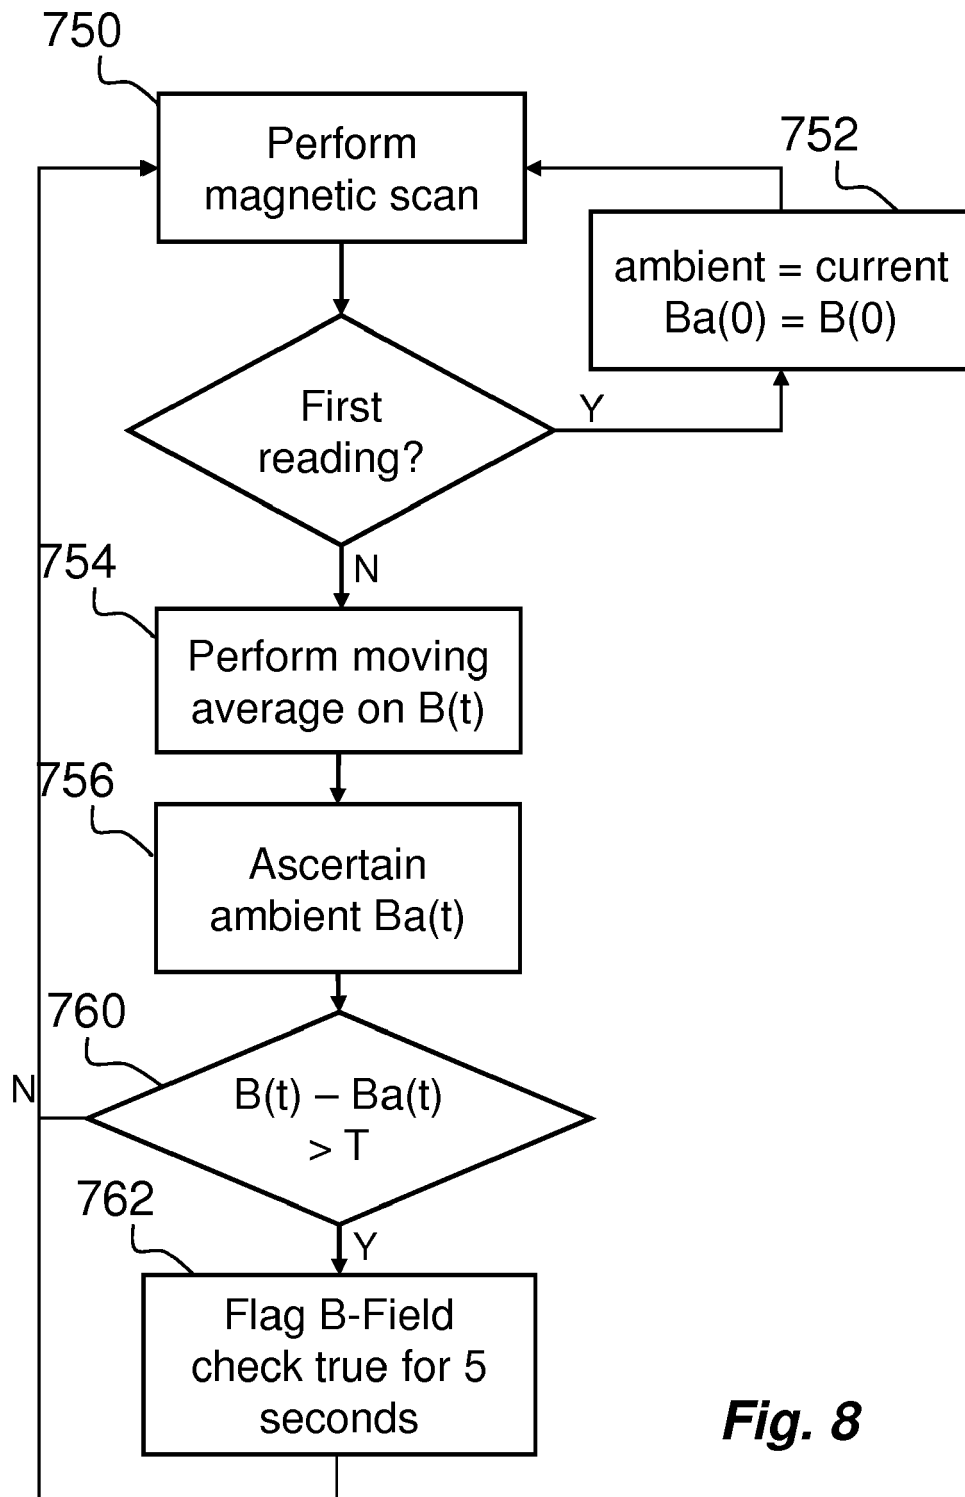 750
Perform
magnetic scan
752
ambient = current
Ba(0) = B(0)
First
reading?
Y
N
754
Perform moving
average on B(t)
756
Ascertain
ambient Ba(t)
760
N
B(t) – Ba(t)
> T
762
Y
Flag B-Field
check true for 5
seconds
Fig. 8